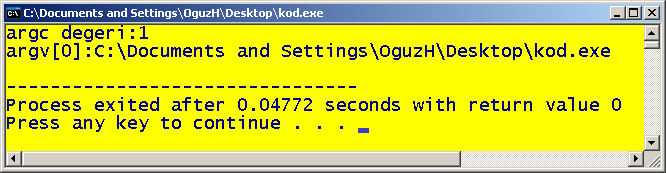 C:\Documents and Settings\OguzH\Desktop\kod.exe
argc degeri:1
argv[0]:C:\Documents and Settings\OguzH\Desktop\kod.exe
--------------------------------
Process exited after 0.04772 seconds with return value 0
Press any key to continue . . .